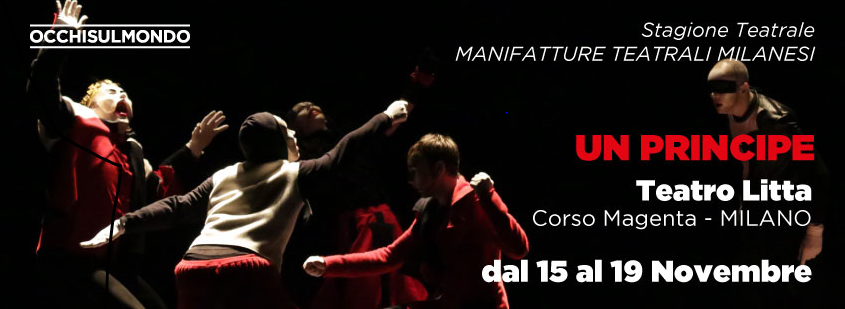 OCCHISULMONDO
Stagione Teatrale
MANIFATTURE TEATRALI MILANESI
UN PRINCIPE
Teatro Litta
Corso Magenta - MILANO
dal 15 al 19 Novembre